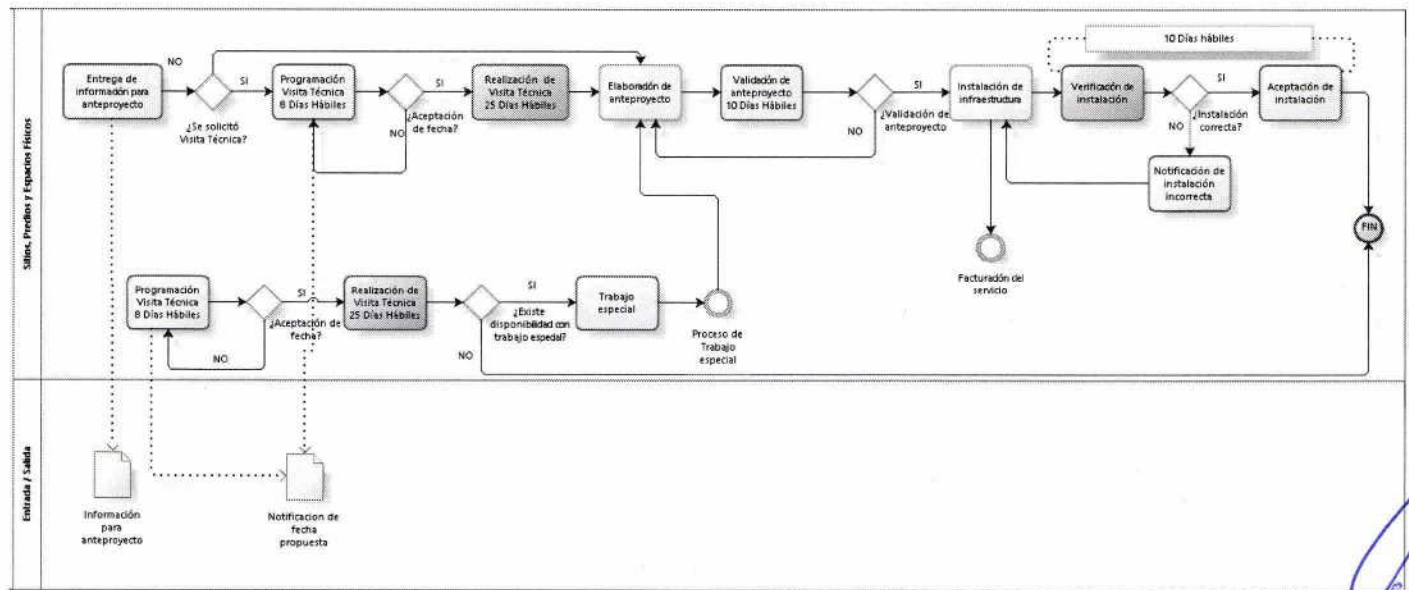 Sitios, Predios y Espacios Físicos
Entrega de
información para
anteproyecto
NO
SI
¿Se solicitó
Visita Técnica?
Programación
Visita Técnica
8 Días Hábiles
SI
NO
¿Aceptación
de fecha?
Realización de
Visita Técnica
25 Días Hábiles
Elaboración de
anteproyecto
Validación de
anteproyecto
10 Días Hábiles
SI
NO
¿Validación de
anteproyecto
Instalación de
infraestructura
10 Días hábiles
Verificación de
instalación
SI
NO
¿Instalación
correcta?
Aceptación de
instalación
Notificación de
instalación
incorrecta
FIN
Facturación del
servicio
Programación
Visita Técnica
8 Días Hábiles
SI
¿Aceptación de
fecha?
NO
Realización de
Visita Técnica
25 Días Hábiles
SI
¿Existe
disponibilidad con
trabajo especial?
NO
Trabajo
especial
Proceso de
Trabajo
especial
Entrada / Salida
Información
para
anteproyecto
Notificacion de
fecha
propuesta